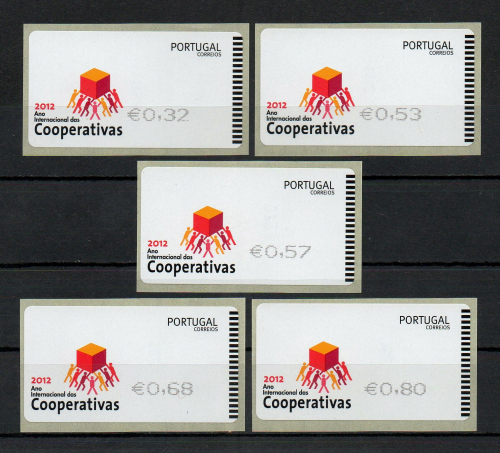 PORTUGAL
CORREIOS
€0,32
2012
Ano
Internacional das
Cooperativas
PORTUGAL
CORREIOS
€0,53
2012
Ano
Internacional das
Cooperativas
PORTUGAL
CORREIOS
€0,57
2012
Ano
Internacional das
Cooperativas
PORTUGAL
CORREIOS
€0,68
2012
Ano
Internacional das
Cooperativas
PORTUGAL
CORREIOS
€0,80
2012
Ano
Internacional das
Cooperativas